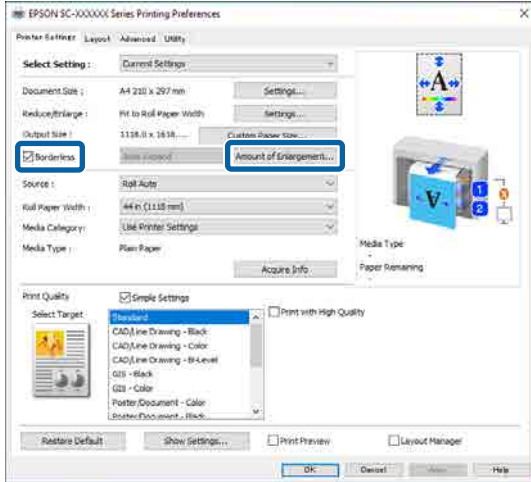 EPSON SC-XXXXXX Series Printing Preferences
Printer Settings Layout Advanced Utility
Select Setting : Current Settings
Document Size : A4 210 x 297 mm Settings...
Reduce/Enlarge : Fit to Roll Paper Width Settings...
Output Size : 1118.0 x 1618.... Custom Paper Size...
Borderless Auto Expand Amount of Enlargement...
Source : Roll Auto
Roll Paper Width : 44 in (1118 mm)
Media Category: Use Printer Settings
Media Type : Plain Paper
Acquire Info
A
A
1
2
Media Type
-
Paper Remaining
-
Print Quality Simple Settings
Select Target
Standard
CAD/Line Drawing - Black
CAD/Line Drawing - Color
CAD/Line Drawing - Bi-Level
GIS - Black
GIS - Color
Poster/Document - Color
Poster/Document - Black
Print with High Quality
Restore Default Show Settings... Print Preview Layout Manager
OK Cancel Help